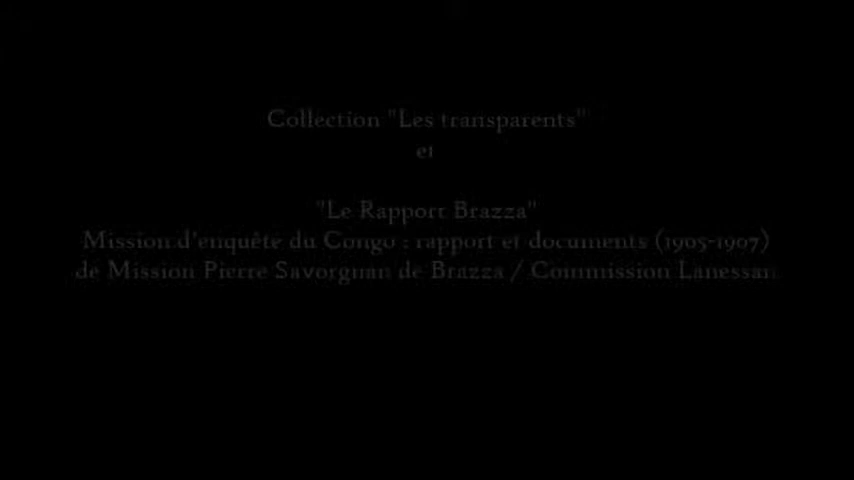 Collection "Les transparents"
et
"Le Rapport Brazza"
Mission d'enquête du Congo : rapport et documents (1905-1907)
de Mission Pierre Savorgnan de Brazza / Commission Lanessan